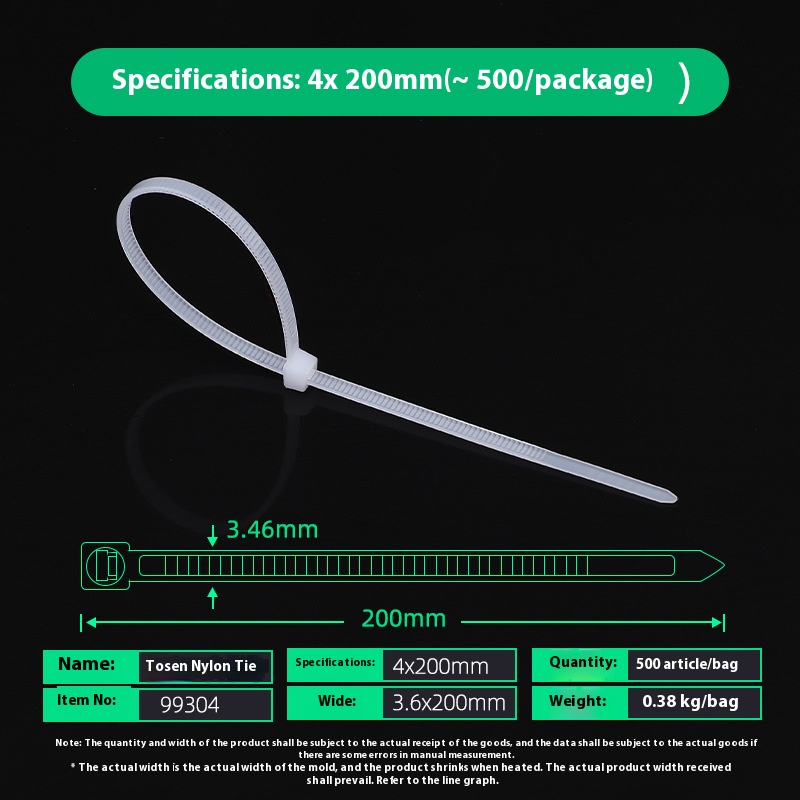 Specifications: 4x 200mm(~ 500/package) )
3.46mm
200mm
Name: Tosen Nylon Tie
Specifications: 4x200mm
Quantity: 500 article/bag
Item No: 99304
Wide: 3.6x200mm
Weight: 0.38 kg/bag
Note: The quantity and width of the product shall be subject to the actual receipt of the goods, and the data shall be subject to the actual goods if
there are some errors in manual measurement.
* The actual width is the actual width of the mold, and the product shrinks when heated. The actual product width received
shall prevail. Refer to the line graph.